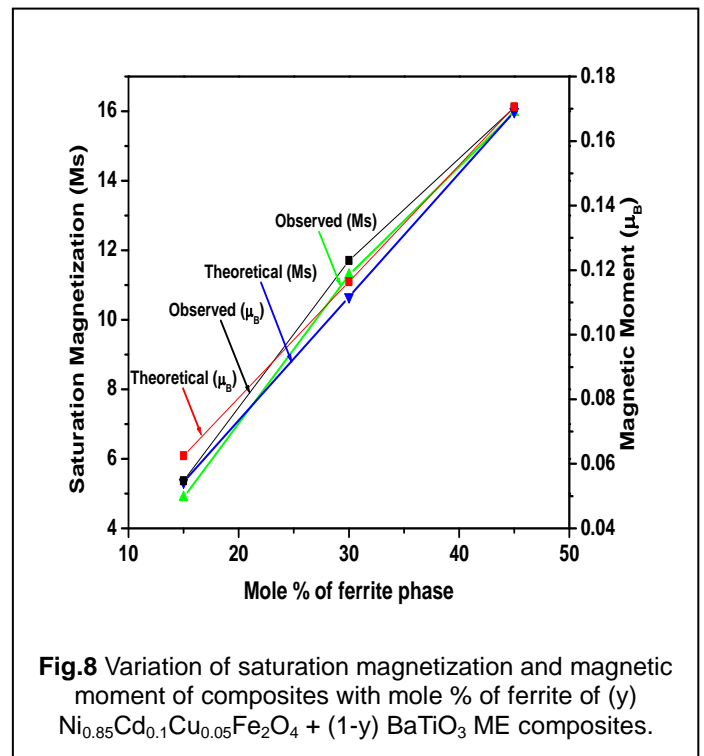 0.18
16
0.16
14
0.14
Observed (Ms)
12
0.12
Theoretical (Ms)
10
Observed (μB)
0.10
8
Theoretical (μB)
0.08
6
0.06
4
0.04
10 20 30 40 50
Saturation Magnetization (Ms)
Magnetic Moment (μB)
Mole % of ferrite phase
Fig.8 Variation of saturation magnetization and magnetic
moment of composites with mole % of ferrite of (y)
Ni0.85Cd0.1Cu0.05Fe2O4 + (1-y) BaTiO3 ME composites.